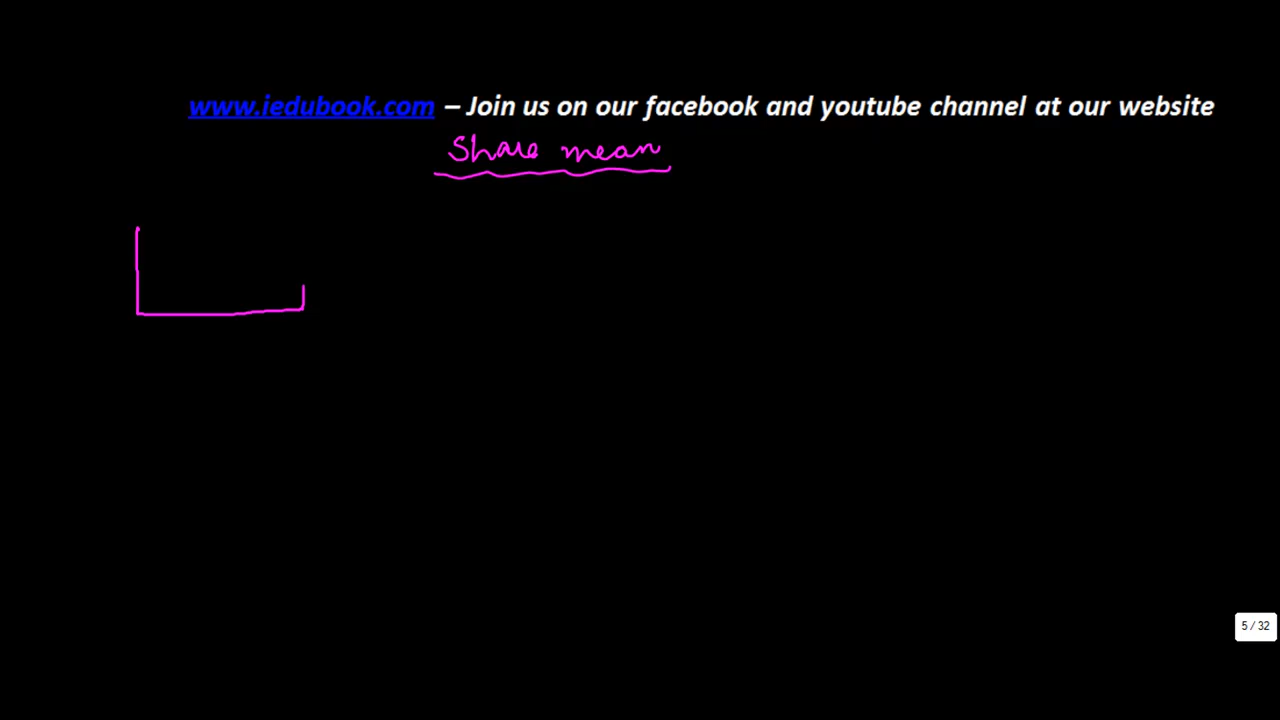 www.iedubook.com – Join us on our facebook and youtube channel at our website
Share mean
5 / 32